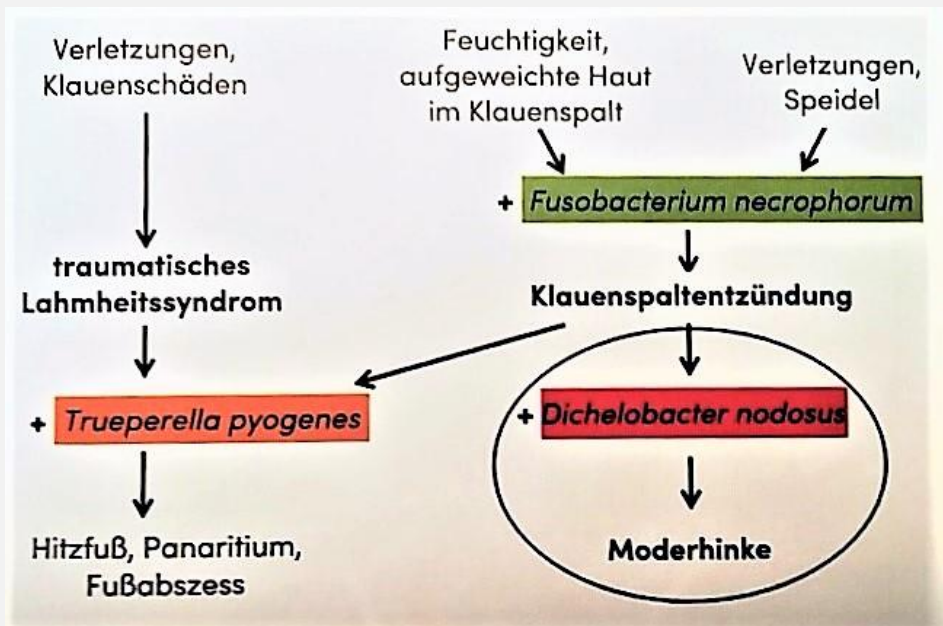 Verletzungen,
Klauenschäden
traumatisches
Lahmheitssyndrom
+ Trueperella pyogenes
Hitzfuß, Panaritium,
Fußabszess
Feuchtigkeit,
aufgeweichte Haut
im Klauenspalt
Verletzungen,
Speidel
+ Fusobacterium necrophorum
Klauenspaltentzündung
+ Dichelobacter nodosus
Moderhinke